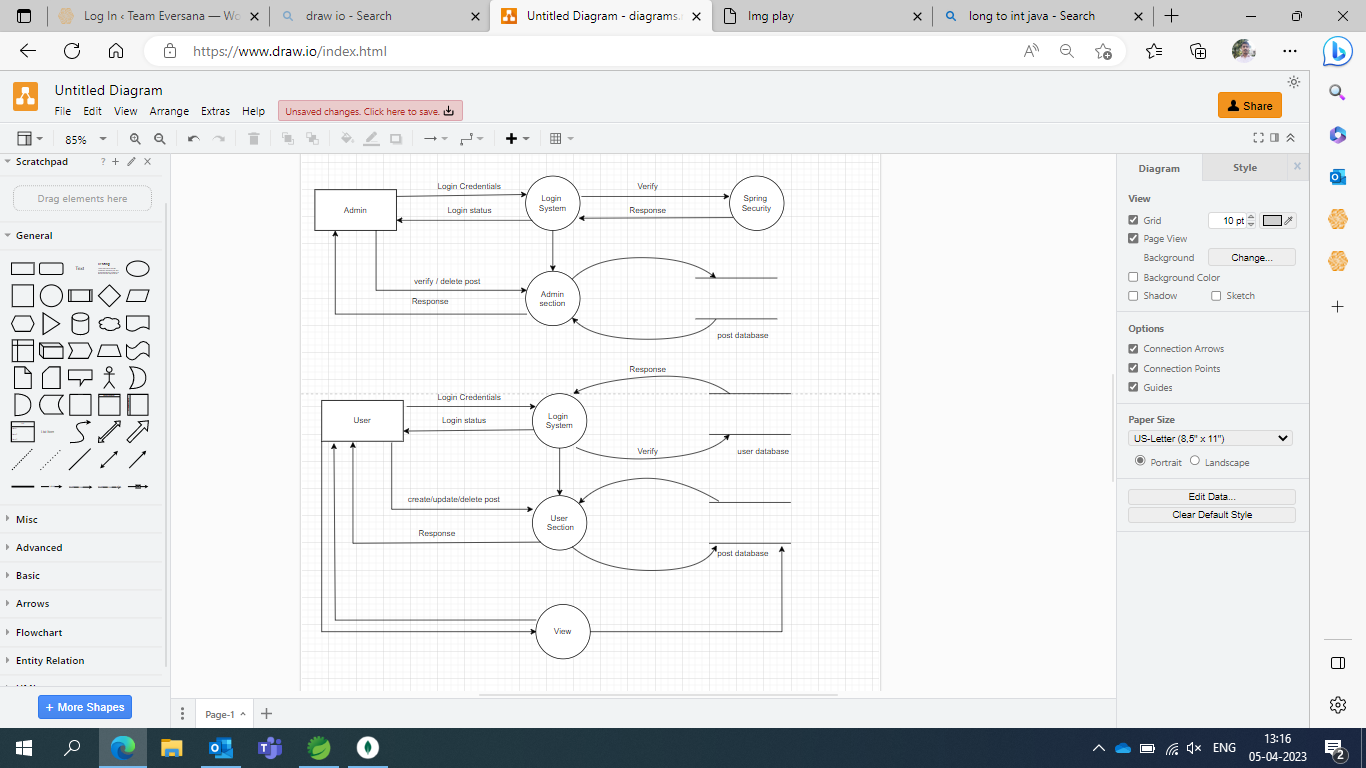 Log In ‹ Team Eversana — Wo
draw io - Search
Untitled Diagram - diagrams.
Img play
long to int java - Search
https://www.draw.io/index.html
Untitled Diagram
File Edit View Arrange Extras Help
Unsaved changes. Click here to save.
Share
85%
Scratchpad
Drag elements here
General
Text
Misc
Advanced
Basic
Arrows
Flowchart
Entity Relation
+ More Shapes
Admin
Login Credentials
Login status
Login
System
Verify
Response
Spring
Security
verify / delete post
Response
Admin
section
post database
Response
User
Login Credentials
Login status
Login
System
Verify
user database
create/update/delete post
Response
User
Section
post database
View
Page-1
Diagram
Style
View
Grid
10 pt
Page View
Background
Change...
Background Color
Shadow
Sketch
Options
Connection Arrows
Connection Points
Guides
Paper Size
US-Letter (8,5" x 11")
Portrait
Landscape
Edit Data...
Clear Default Style
ENG
13:16
05-04-2023
2